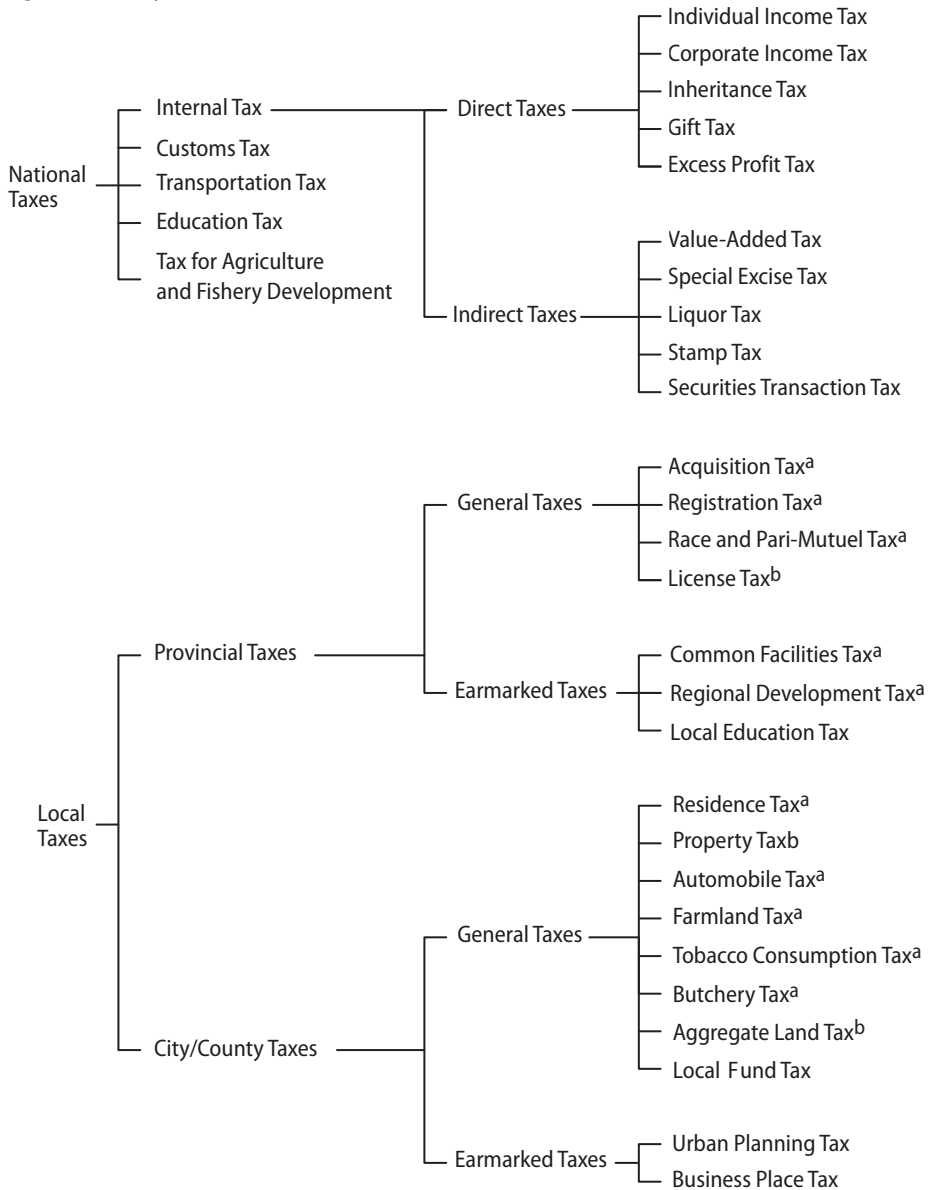 National
Taxes
Internal Tax
Customs Tax
Transportation Tax
Education Tax
Tax for Agriculture
and Fishery Development
Direct Taxes
Individual Income Tax
Corporate Income Tax
Inheritance Tax
Gift Tax
Excess Profit Tax
Indirect Taxes
Value-Added Tax
Special Excise Tax
Liquor Tax
Stamp Tax
Securities Transaction Tax
Local
Taxes
Provincial Taxes
General Taxes
Acquisition Taxa
Registration Taxa
Race and Pari-Mutuel Taxa
License Taxb
Earmarked Taxes
Common Facilities Taxa
Regional Development Taxa
Local Education Tax
City/County Taxes
General Taxes
Residence Taxa
Property Taxb
Automobile Taxa
Farmland Taxa
Tobacco Consumption Taxa
Butchery Taxa
Aggregate Land Taxb
Local Fund Tax
Earmarked Taxes
Urban Planning Tax
Business Place Tax